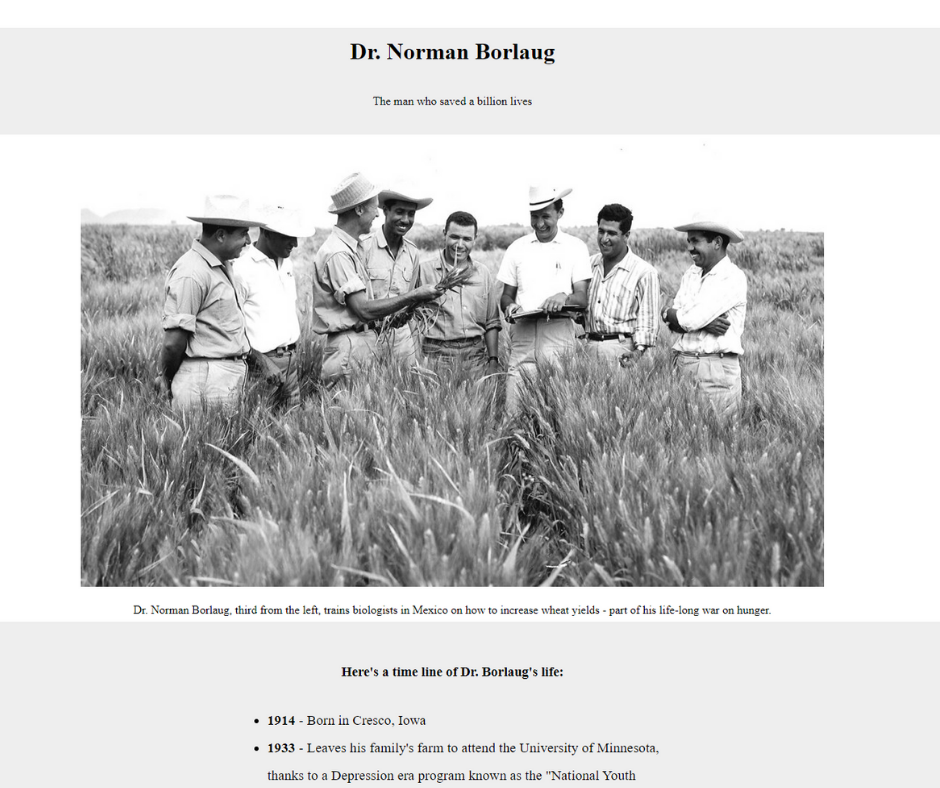 Dr. Norman Borlaug
The man who saved a billion lives
Dr. Norman Borlaug, third from the left, trains biologists in Mexico on how to increase wheat yields - part of his life-long war on hunger.
Here's a time line of Dr. Borlaug's life:
• 1914 - Born in Cresco, Iowa
• 1933 - Leaves his family's farm to attend the University of Minnesota,
thanks to a Depression era program known as the "National Youth